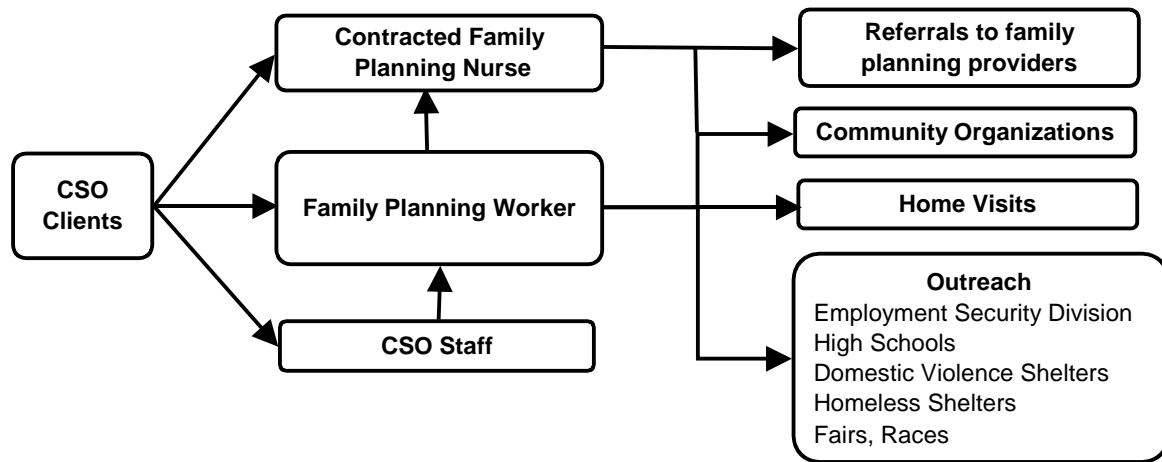 Contracted Family
Planning Nurse
Referrals to family
planning providers
Community Organizations
CSO
Clients
Family Planning Worker
Home Visits
CSO Staff
Outreach
Employment Security Division
High Schools
Domestic Violence Shelters
Homeless Shelters
Fairs, Races